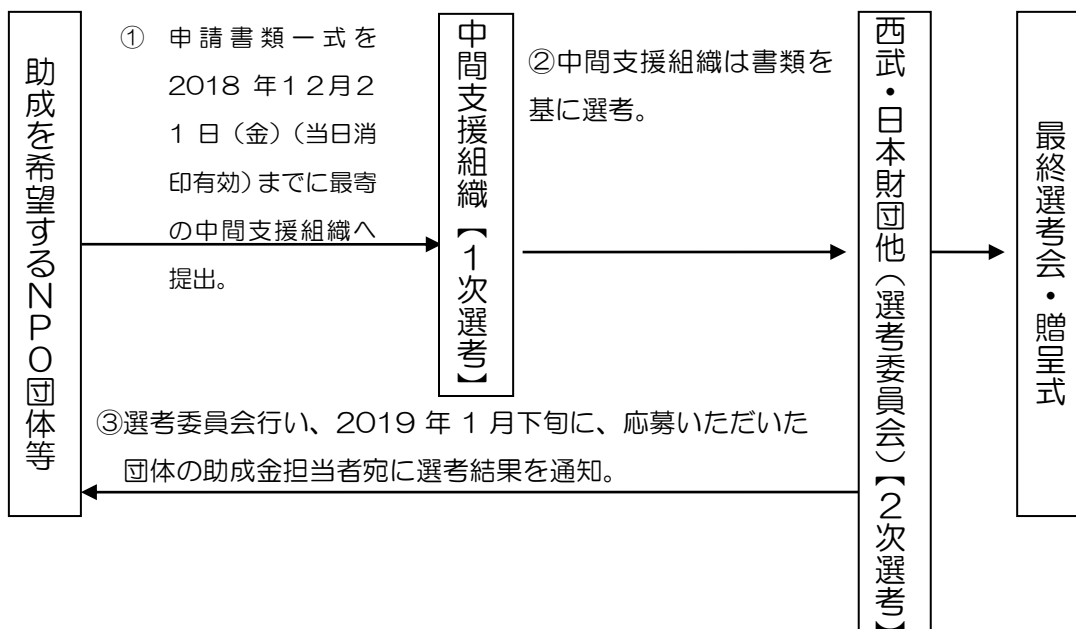 助成を希望するNPO団体等
① 申請書類一式を
2018 年12月2
1 日(金)(当日消
印有効)までに最寄
の中間支援組織へ
提出。
中間支援組織【1次選考】
②中間支援組織は書類を
基に選考。
西武・日本財団他(選考委員会)【2次選考】
最終選考会・贈呈式
③選考委員会行い、2019 年 1 月下旬に、応募いただいた
団体の助成金担当者宛に選考結果を通知。